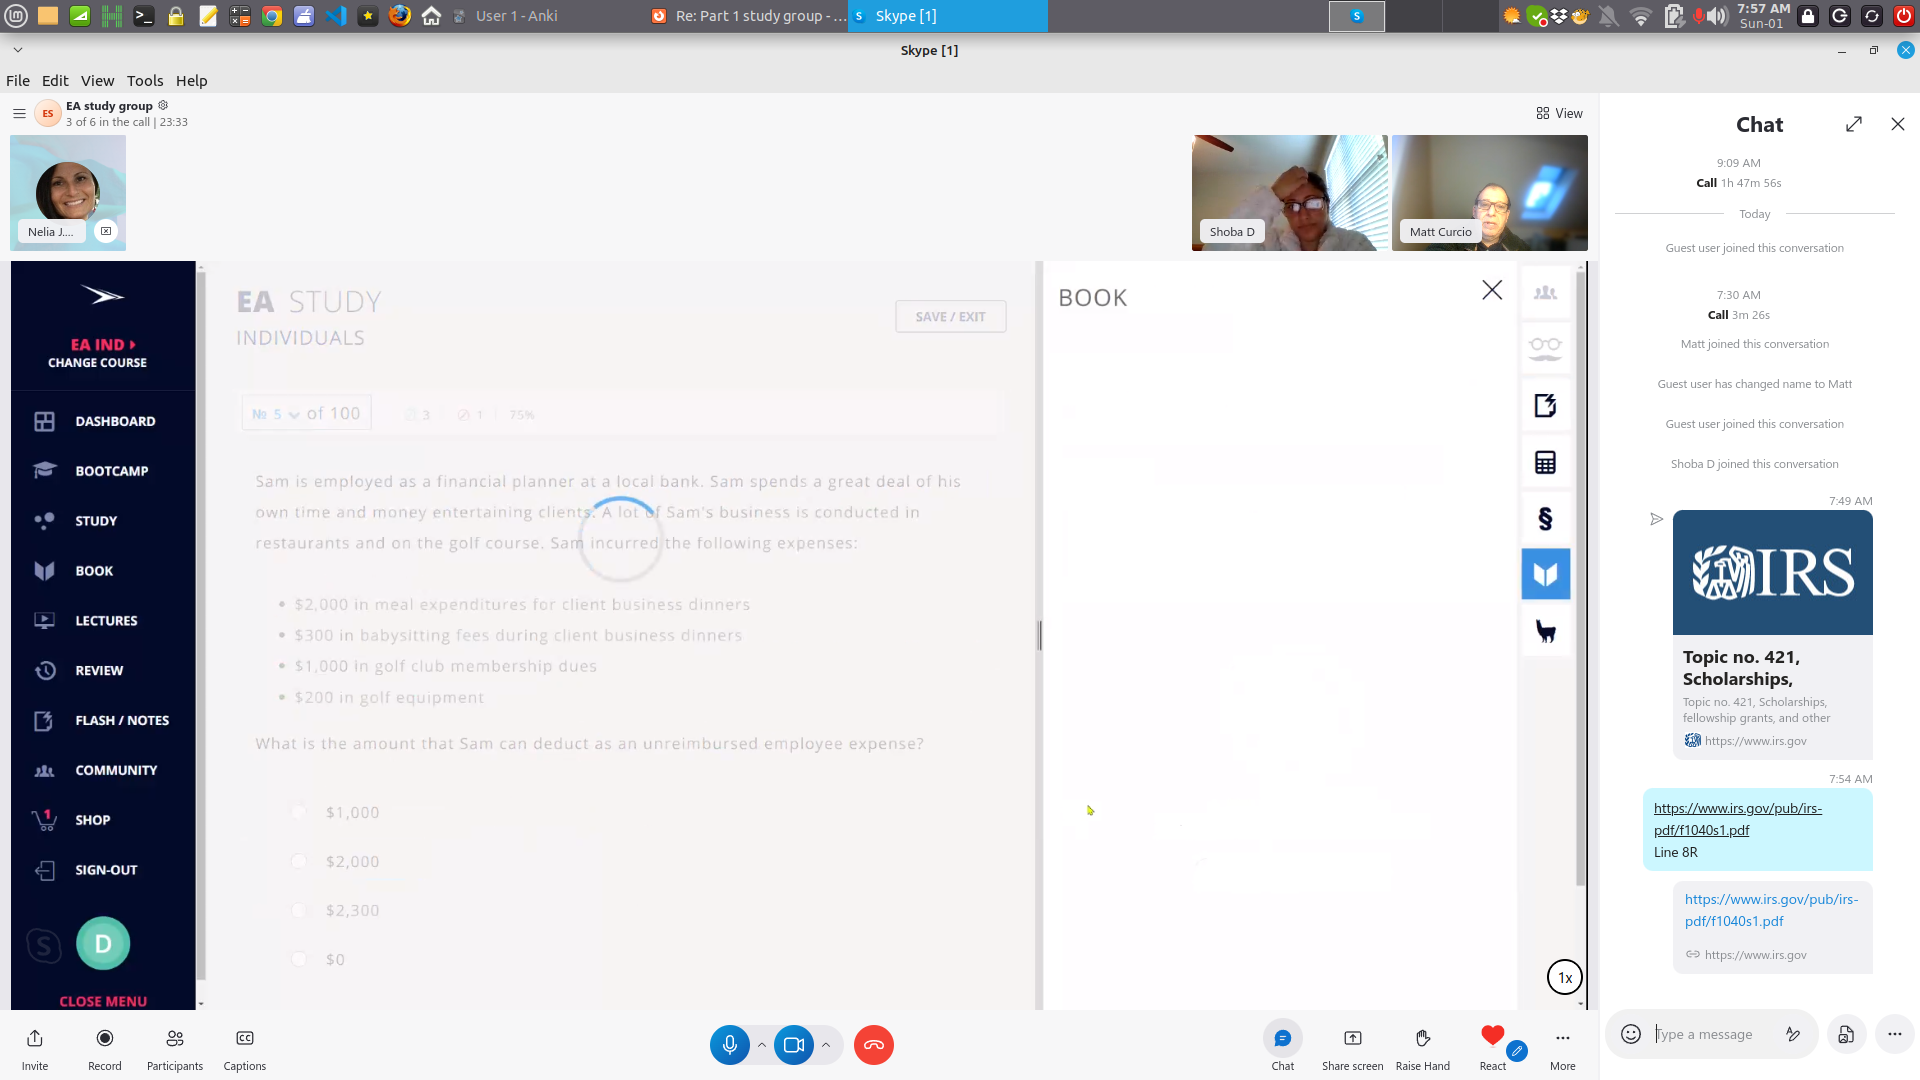 User 1 - Anki
Re: Part 1 study group - ...
Skype [1]
7:57 AM
Sun-01
Skype [1]
File Edit View Tools Help
ES
EA study group
3 of 6 in the call | 23:33
View
Nelia J....
Shoba D
Matt Curcio
EA IND
CHANGE COURSE
DASHBOARD
BOOTCAMP
STUDY
BOOK
LECTURES
REVIEW
FLASH / NOTES
COMMUNITY
1
SHOP
SIGN-OUT
D
CLOSE MENU
EA STUDY
INDIVIDUALS
SAVE / EXIT
№ 5 of 100
3
1
75%
Sam is employed as a financial planner at a local bank. Sam spends a great deal of his
own time and money entertaining clients. A lot of Sam's business is conducted in
restaurants and on the golf course. Sam incurred the following expenses:
• $2,000 in meal expenditures for client business dinners
• $300 in babysitting fees during client business dinners
• $1,000 in golf club membership dues
• $200 in golf equipment
What is the amount that Sam can deduct as an unreimbursed employee expense?
$1,000
$2,000
$2,300
$0
BOOK
§
1x
Chat
9:09 AM
Call 1h 47m 56s
Today
Guest user joined this conversation
7:30 AM
Call 3m 26s
Matt joined this conversation
Guest user has changed name to Matt
Guest user joined this conversation
Shoba D joined this conversation
7:49 AM
IRS
Topic no. 421,
Scholarships,
Topic no. 421, Scholarships,
fellowship grants, and other
https://www.irs.gov
7:54 AM
https://www.irs.gov/pub/irs-
pdf/f1040s1.pdf
Line 8R
https://www.irs.gov/pub/irs-
pdf/f1040s1.pdf
https://www.irs.gov
Type a message
Invite
Record
Participants
CC
Captions
Chat
Share screen
Raise Hand
React
More